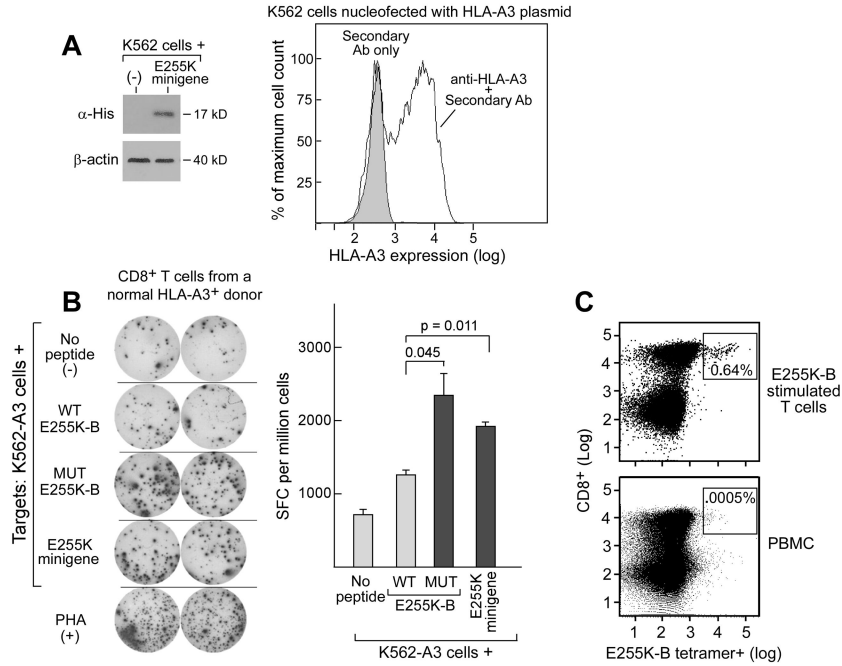 A
K562 cells +
(-)
E255K
minigene
α-His
– 17 kD
β-actin
– 40 kD
K562 cells nucleofected with HLA-A3 plasmid
% of maximum cell count
100
75
50
25
Secondary
Ab only
anti-HLA-A3
+
Secondary Ab
2 3 4 5
HLA-A3 expression (log)
B
CD8+ T cells from a
normal HLA-A3+ donor
Targets: K562-A3 cells +
No
peptide
(-)
WT
E255K-B
MUT
E255K-B
E255K
minigene
PHA
(+)
SFC per million cells
3000
2000
1000
p = 0.011
0.045
No
peptide
WT MUT
E255K-B
E255K
minigene
K562-A3 cells +
C
CD8+ (Log)
5
4
3
2
1
0.64%
E255K-B
stimulated
T cells
5
4
3
2
1
.0005%
PBMC
1 2 3 4 5
E255K-B tetramer+ (log)